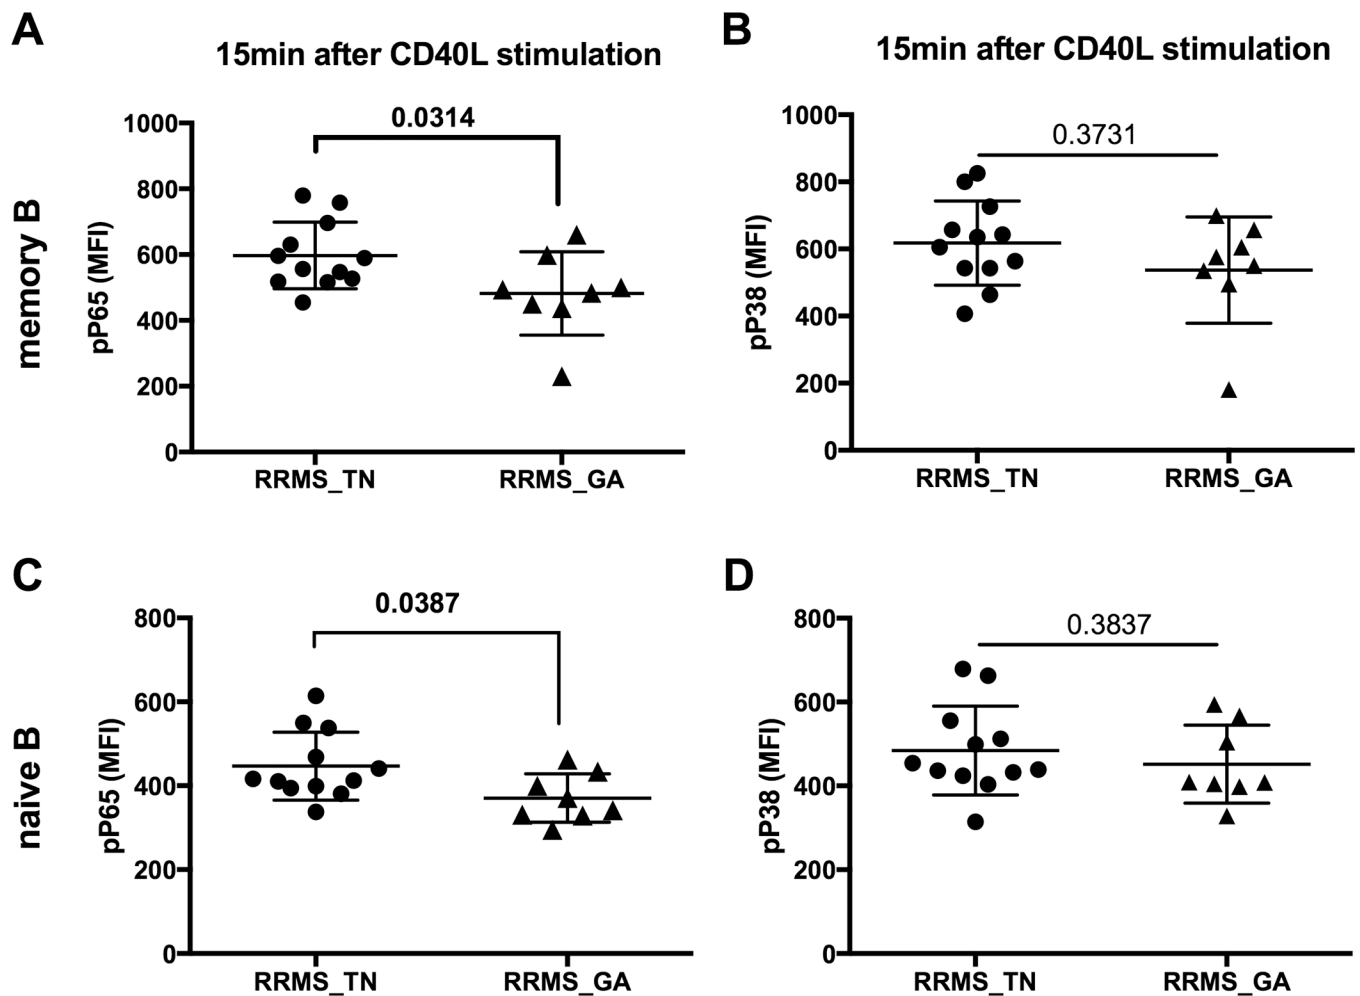 A
15min after CD40L stimulation
0.0314
memory B
pP65 (MFI)
1000
800
600
400
200
0
RRMS_TN
RRMS_GA
B
15min after CD40L stimulation
0.3731
pP38 (MFI)
1000
800
600
400
200
0
RRMS_TN
RRMS_GA
C
0.0387
naive B
pP65 (MFI)
800
600
400
200
0
RRMS_TN
RRMS_GA
D
0.3837
pP38 (MFI)
800
600
400
200
0
RRMS_TN
RRMS_GA